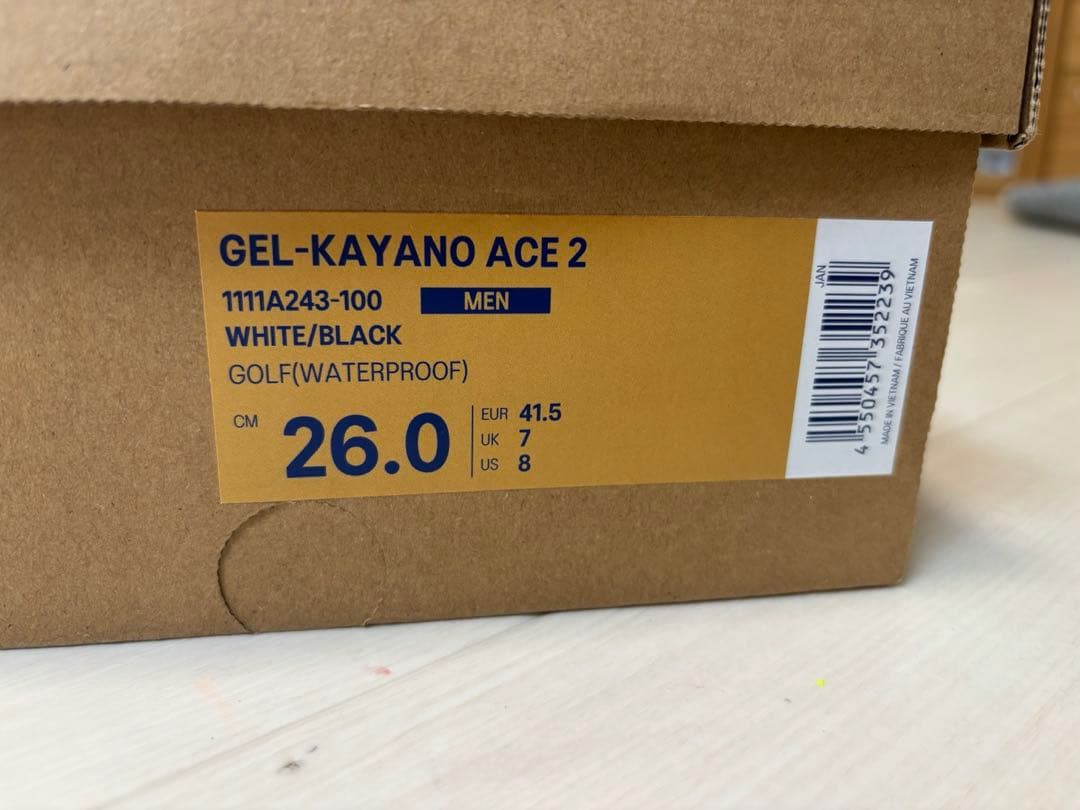 GEL-KAYANO ACE 2
1111A243-100 MEN
WHITE/BLACK
GOLF(WATERPROOF)
CM 26.0
EUR 41.5
UK 7
US 8
JAN
4 550457 352239
MADE IN VIETNAM / FABRIQUE AU VIETNAM